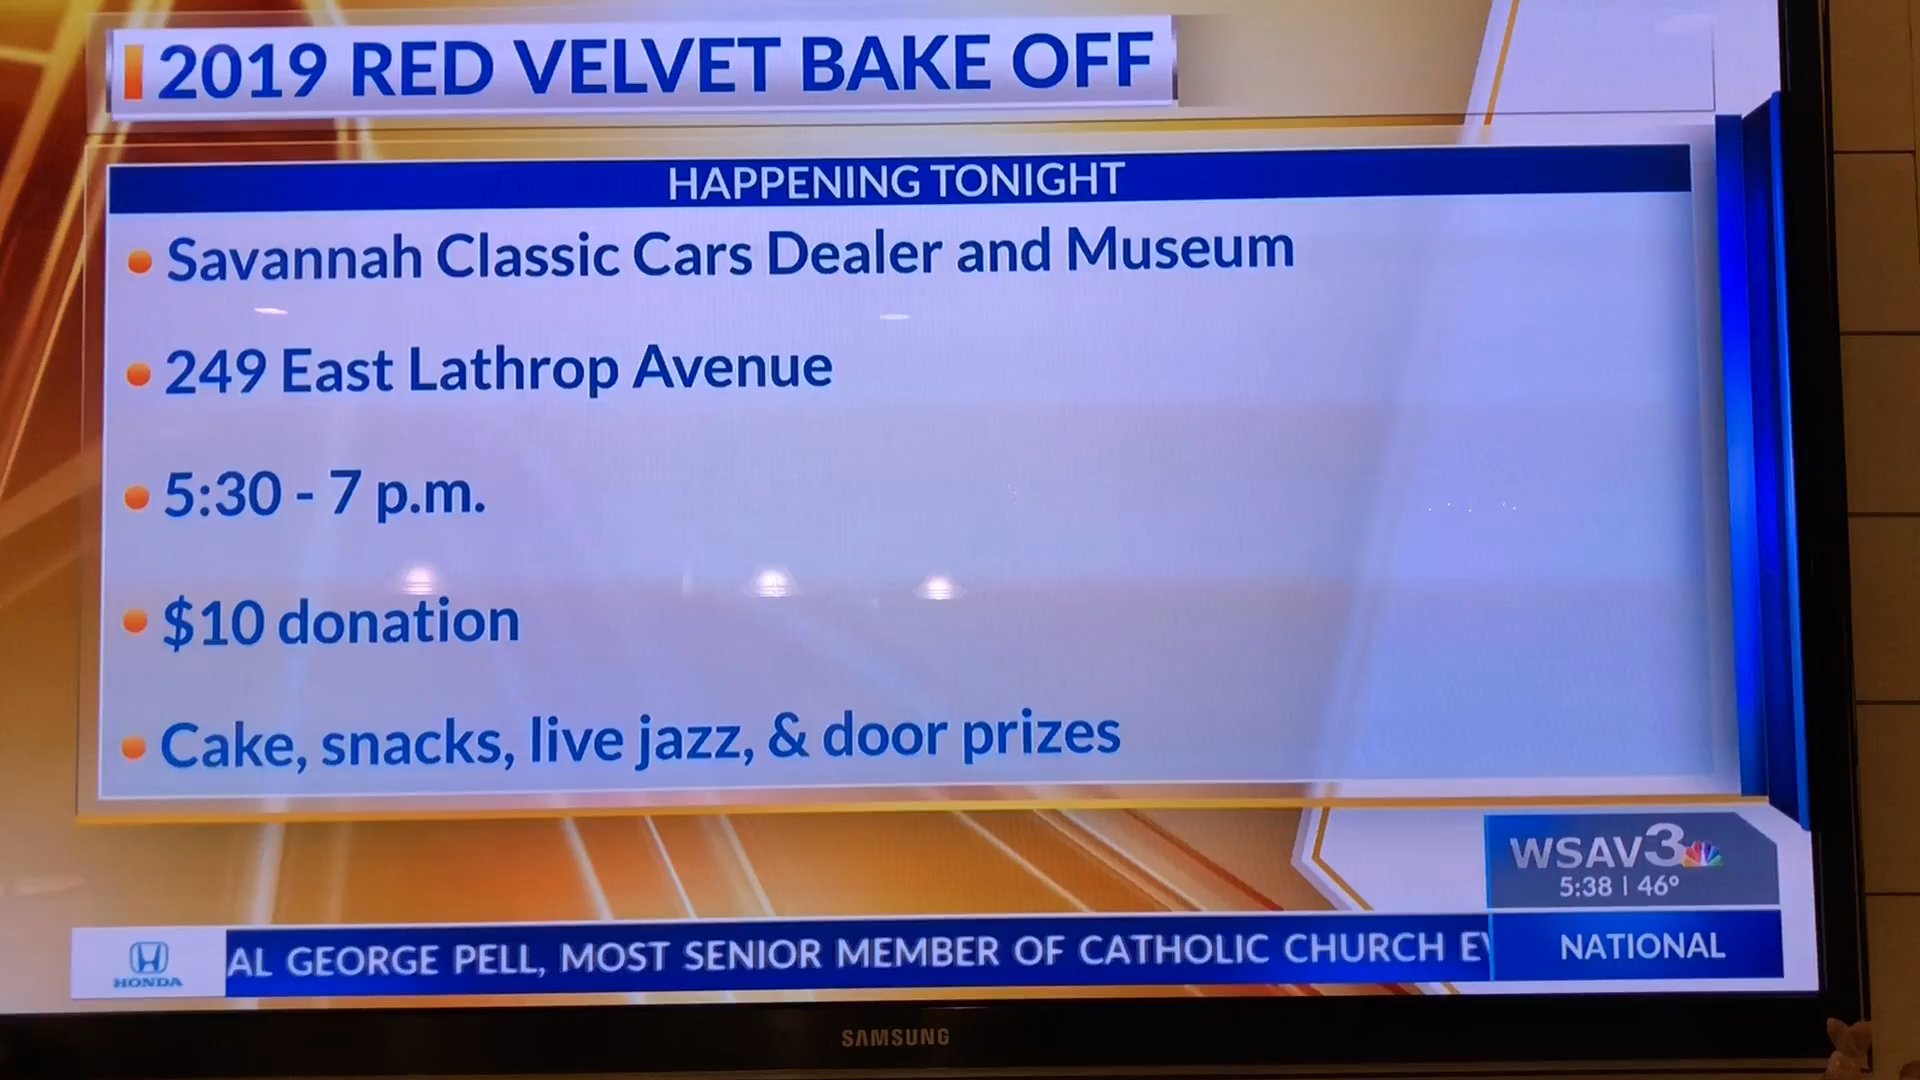 2019 RED VELVET BAKE OFF
HAPPENING TONIGHT
Savannah Classic Cars Dealer and Museum
249 East Lathrop Avenue
5:30 - 7 p.m.
$10 donation
Cake, snacks, live jazz, & door prizes
WSAV3
5:38 | 46°
HONDA
AL GEORGE PELL, MOST SENIOR MEMBER OF CATHOLIC CHURCH
NATIONAL
SAMSUNG